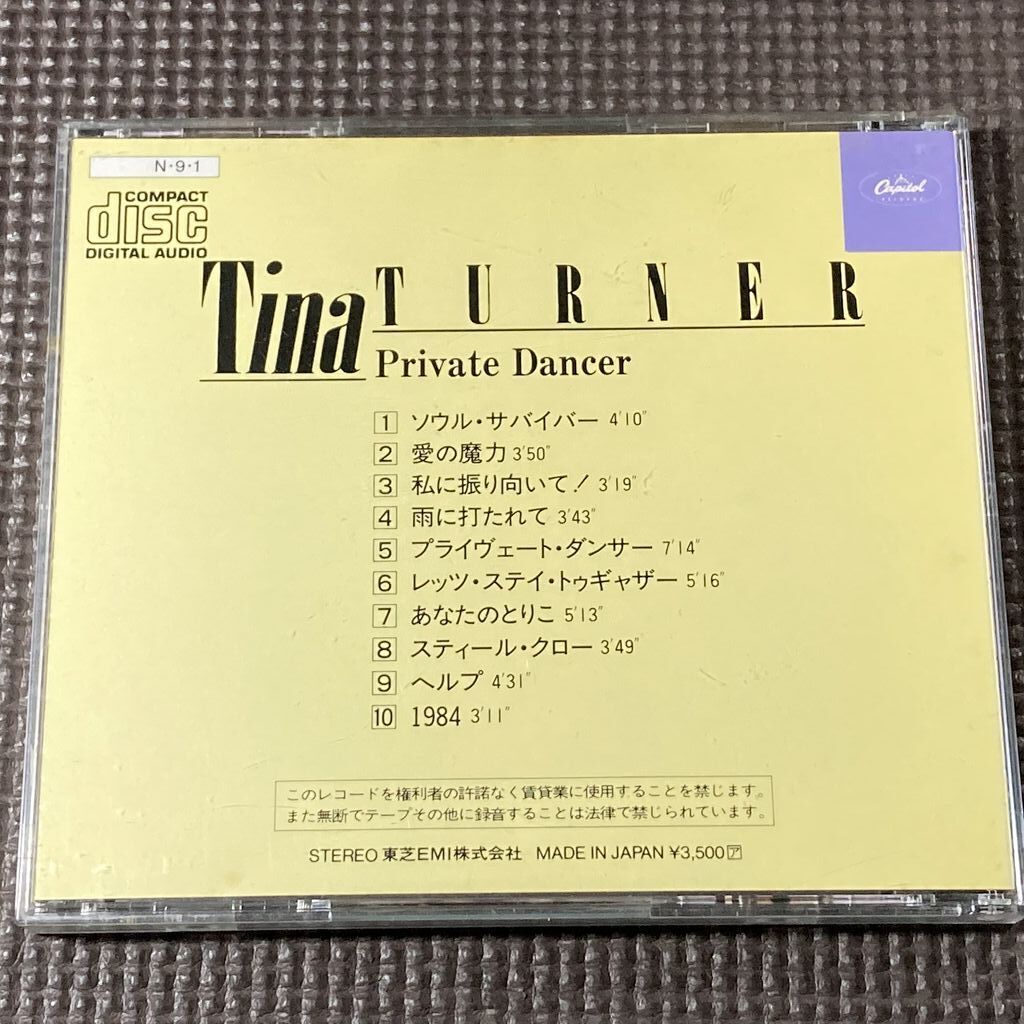 N・9・1
COMPACT
disc
DIGITAL AUDIO
Capitol
RECORDS
Tina TURNER
Private Dancer
1 ソウル・サバイバー 4'10"
2 愛の魔力 3'50"
3 私に振り向いて! 3'19"
4 雨に打たれて 3'43"
5 プライヴェート・ダンサー 7'14"
6 レッツ・ステイ・トゥギャザー 5'16"
7 あなたのとりこ 5'13"
8 スティール・クロー 3'49"
9 ヘルプ 4'31"
10 1984 3'11"
このレコードを権利者の許諾なく賃貸業に使用することを禁じます。
また無断でテープその他に録音することは法律で禁じられています。
STEREO 東芝EMI株式会社 MADE IN JAPAN ¥3,500 ア